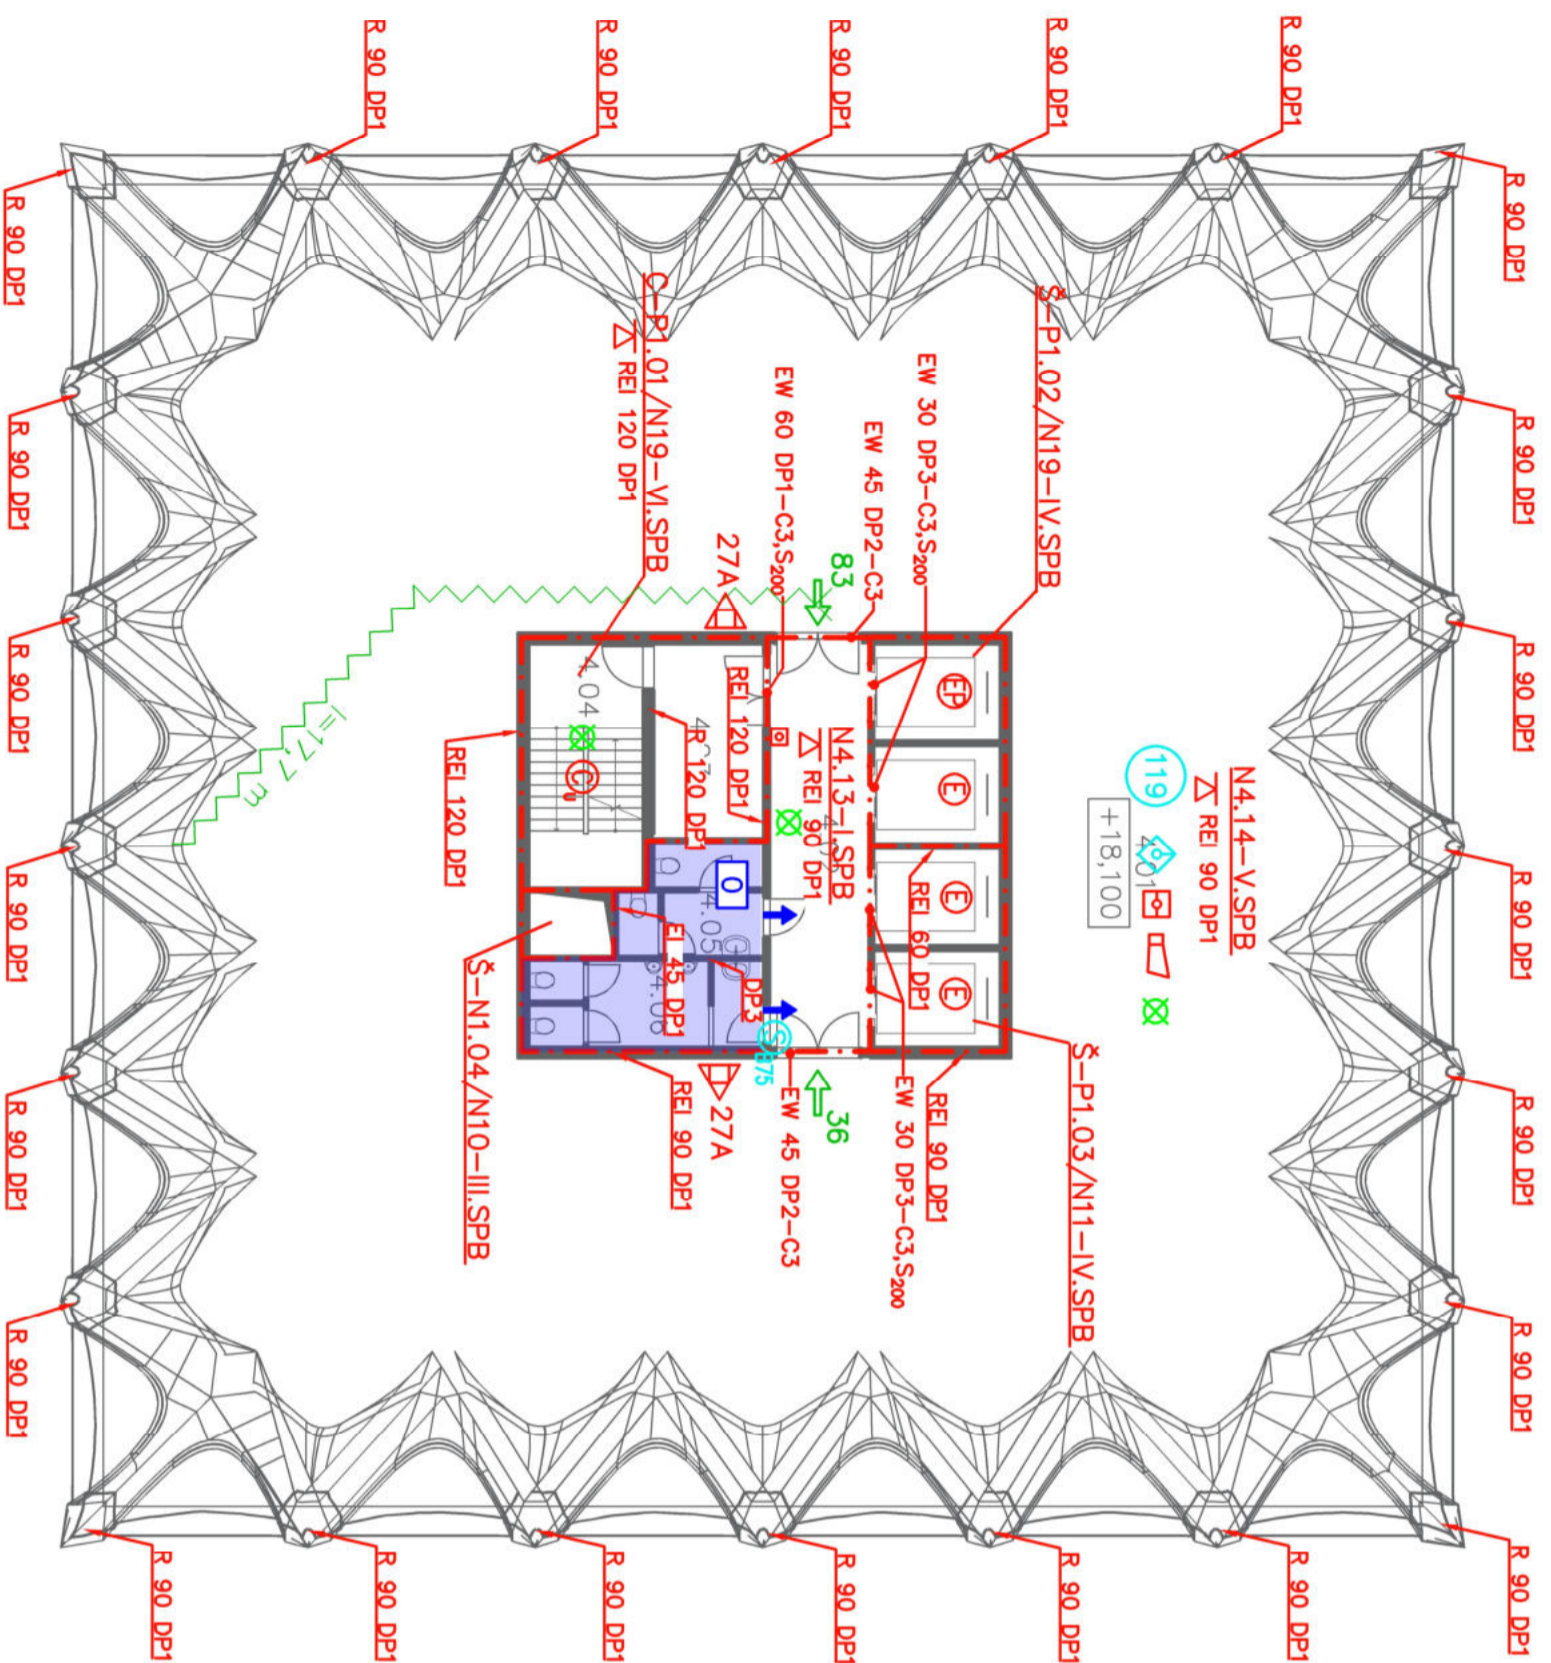 R 90 DP1
R 90 DP1
R 90 DP1
R 90 DP1
R 90 DP1
R 90 DP1
R 90 DP1
R 90 DP1
R 90 DP1
N4.14-V.SPB
REI 90 DP1
119
4.01
+18,100
Š-P1.02/N19-IV.SPB
Š-P1.03/N11-IV.SPB
R 90 DP1
R 90 DP1
EP
E
E
E
EW 30 DP3-C3,S200
REI 60 DP1
REI 90 DP1
EW 45 DP2-C3
EW 30 DP3-C3,S200
83
N4.13-I.SPB
REI 90 DP1
4.02
36
R 90 DP1
R 90 DP1
EW 60 DP1-C3,S200
EW 45 DP2-C3
S
B75
27A
REI 120 DP1
0
DP3
27A
R 120 DP1
4.05
EI 45 DP1
4.06
REI 90 DP1
C-P1.01/N19-VI.SPB
REI 120 DP1
R 90 DP1
R 90 DP1
4.04
CU
Š-N1.04/N10-III.SPB
REI 120 DP1
R 90 DP1
R 90 DP1
l=17,7 m
R 90 DP1
R 90 DP1
R 90 DP1
R 90 DP1
R 90 DP1
R 90 DP1
R 90 DP1